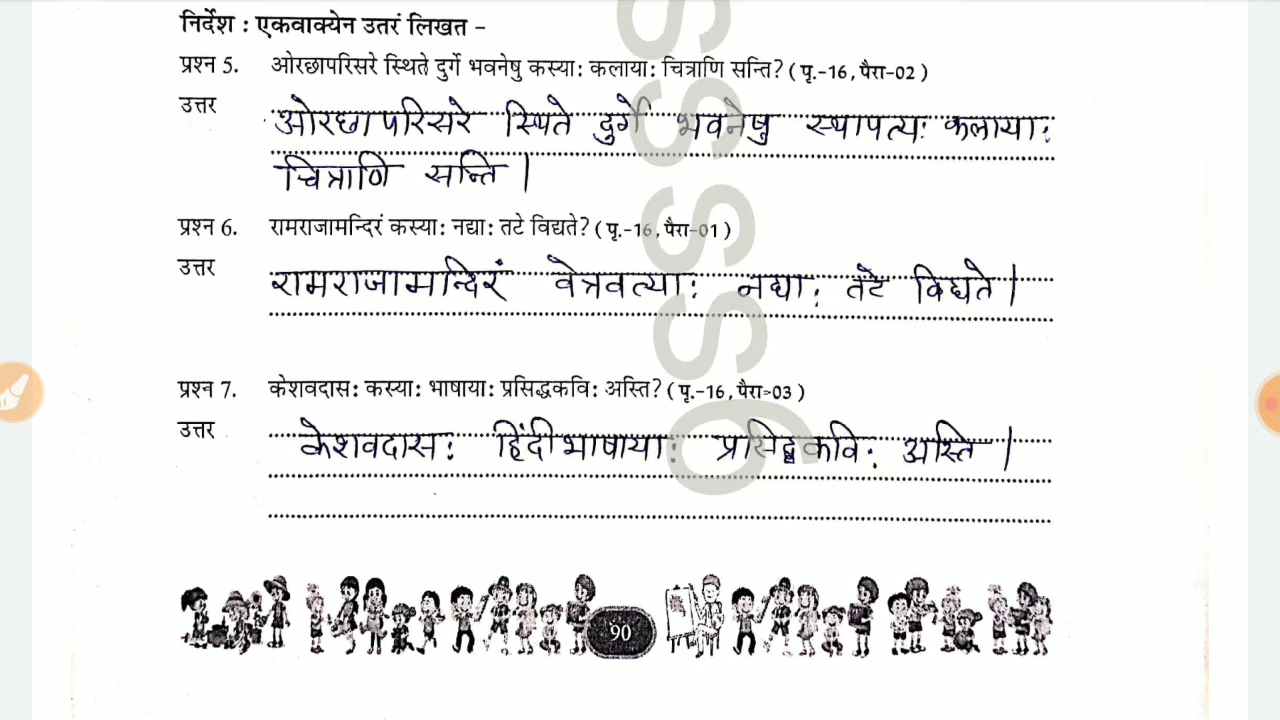 निर्देश : एकवाक्येन उतरं लिखत -
प्रश्न 5. ओरछापरिसरे स्थिते दुर्गे भवनेषु कस्याः कलायाः चित्राणि सन्ति? ( पृ.-16, पैरा-02 )
उत्तर ओरछापरिसरे स्थिते दुर्गे भवनेषु स्थापत्यः कलायाः
चित्राणि सन्ति |
प्रश्न 6. रामराजामन्दिरं कस्याः नद्याः तटे विद्यते? ( पृ.-16, पैरा-01 )
उत्तर रामराजामन्दिरं वेत्रवत्याः नद्याः तटे विद्यते |
प्रश्न 7. केशवदासः कस्याः भाषायाः प्रसिद्धकविः अस्ति? ( पृ.-16, पैरा-03 )
उत्तर केशवदासः हिंदीभाषायाः प्रसिद्धकविः अस्ति |
90